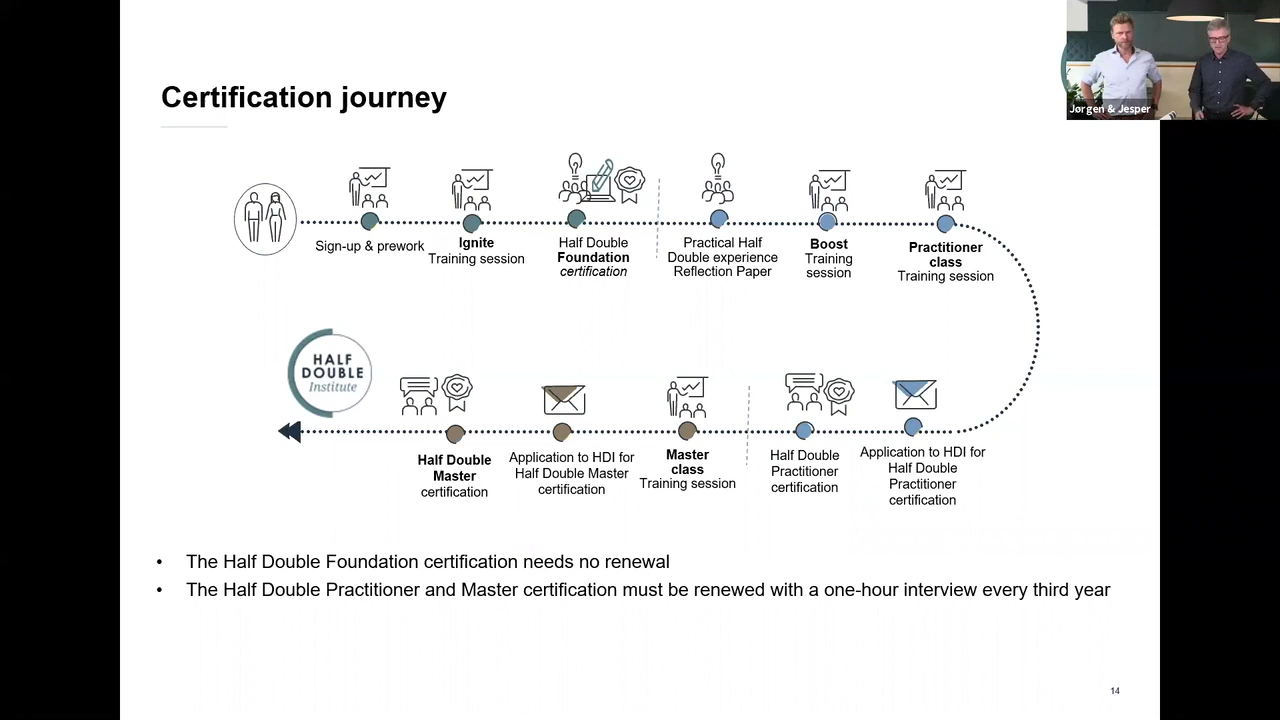 Jørgen & Jesper
Certification journey
Sign-up & prework
Ignite
Training session
Half Double
Foundation
certification
Practical Half
Double experience
Reflection Paper
Boost
Training
session
Practitioner
class
Training session
HALF
DOUBLE
Institute
Half Double
Master
certification
Application to HDI for
Half Double Master
certification
Master
class
Training session
Half Double
Practitioner
certification
Application to HDI for
Half Double
Practitioner
certification
• The Half Double Foundation certification needs no renewal
• The Half Double Practitioner and Master certification must be renewed with a one-hour interview every third year
14